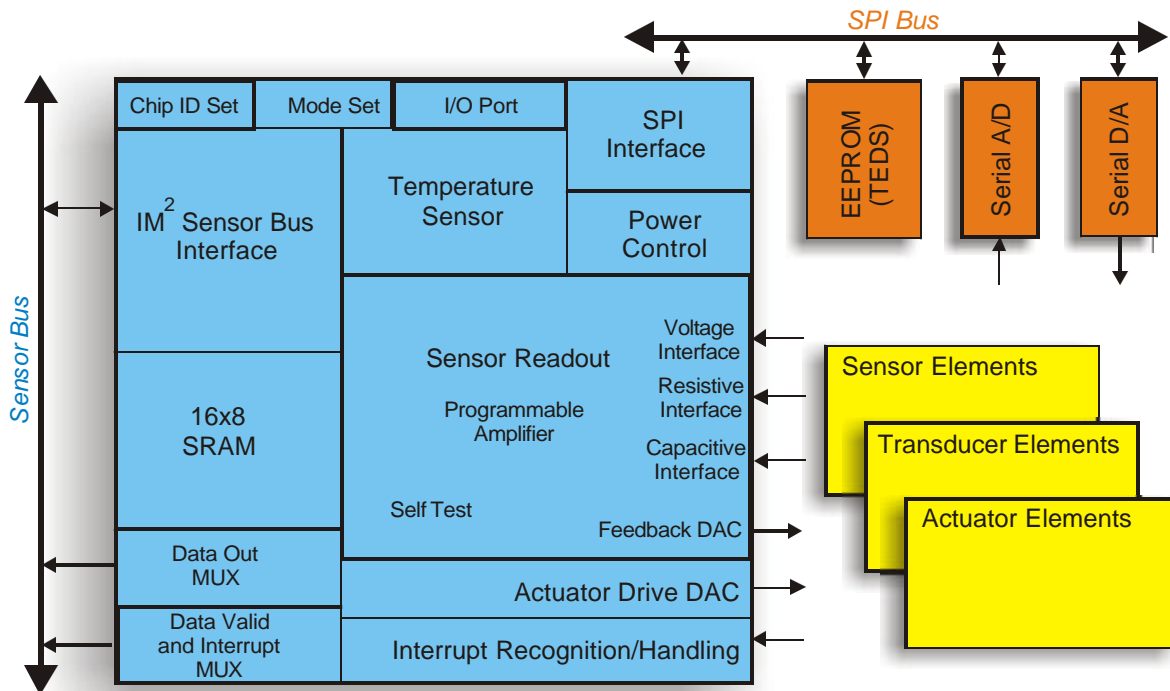 SPI Bus
Chip ID Set
Mode Set
I/O Port
SPI
Interface
EEPROM
(TEDS)
Serial A/D
Serial D/A
Sensor Bus
IM² Sensor Bus
Interface
Temperature
Sensor
Power
Control
Sensor Readout
Programmable
Amplifier
Self Test
Voltage
Interface
Resistive
Interface
Capacitive
Interface
Feedback DAC
16x8
SRAM
Data Out
MUX
Data Valid
and Interrupt
MUX
Actuator Drive DAC
Interrupt Recognition/Handling
Sensor Elements
Transducer Elements
Actuator Elements